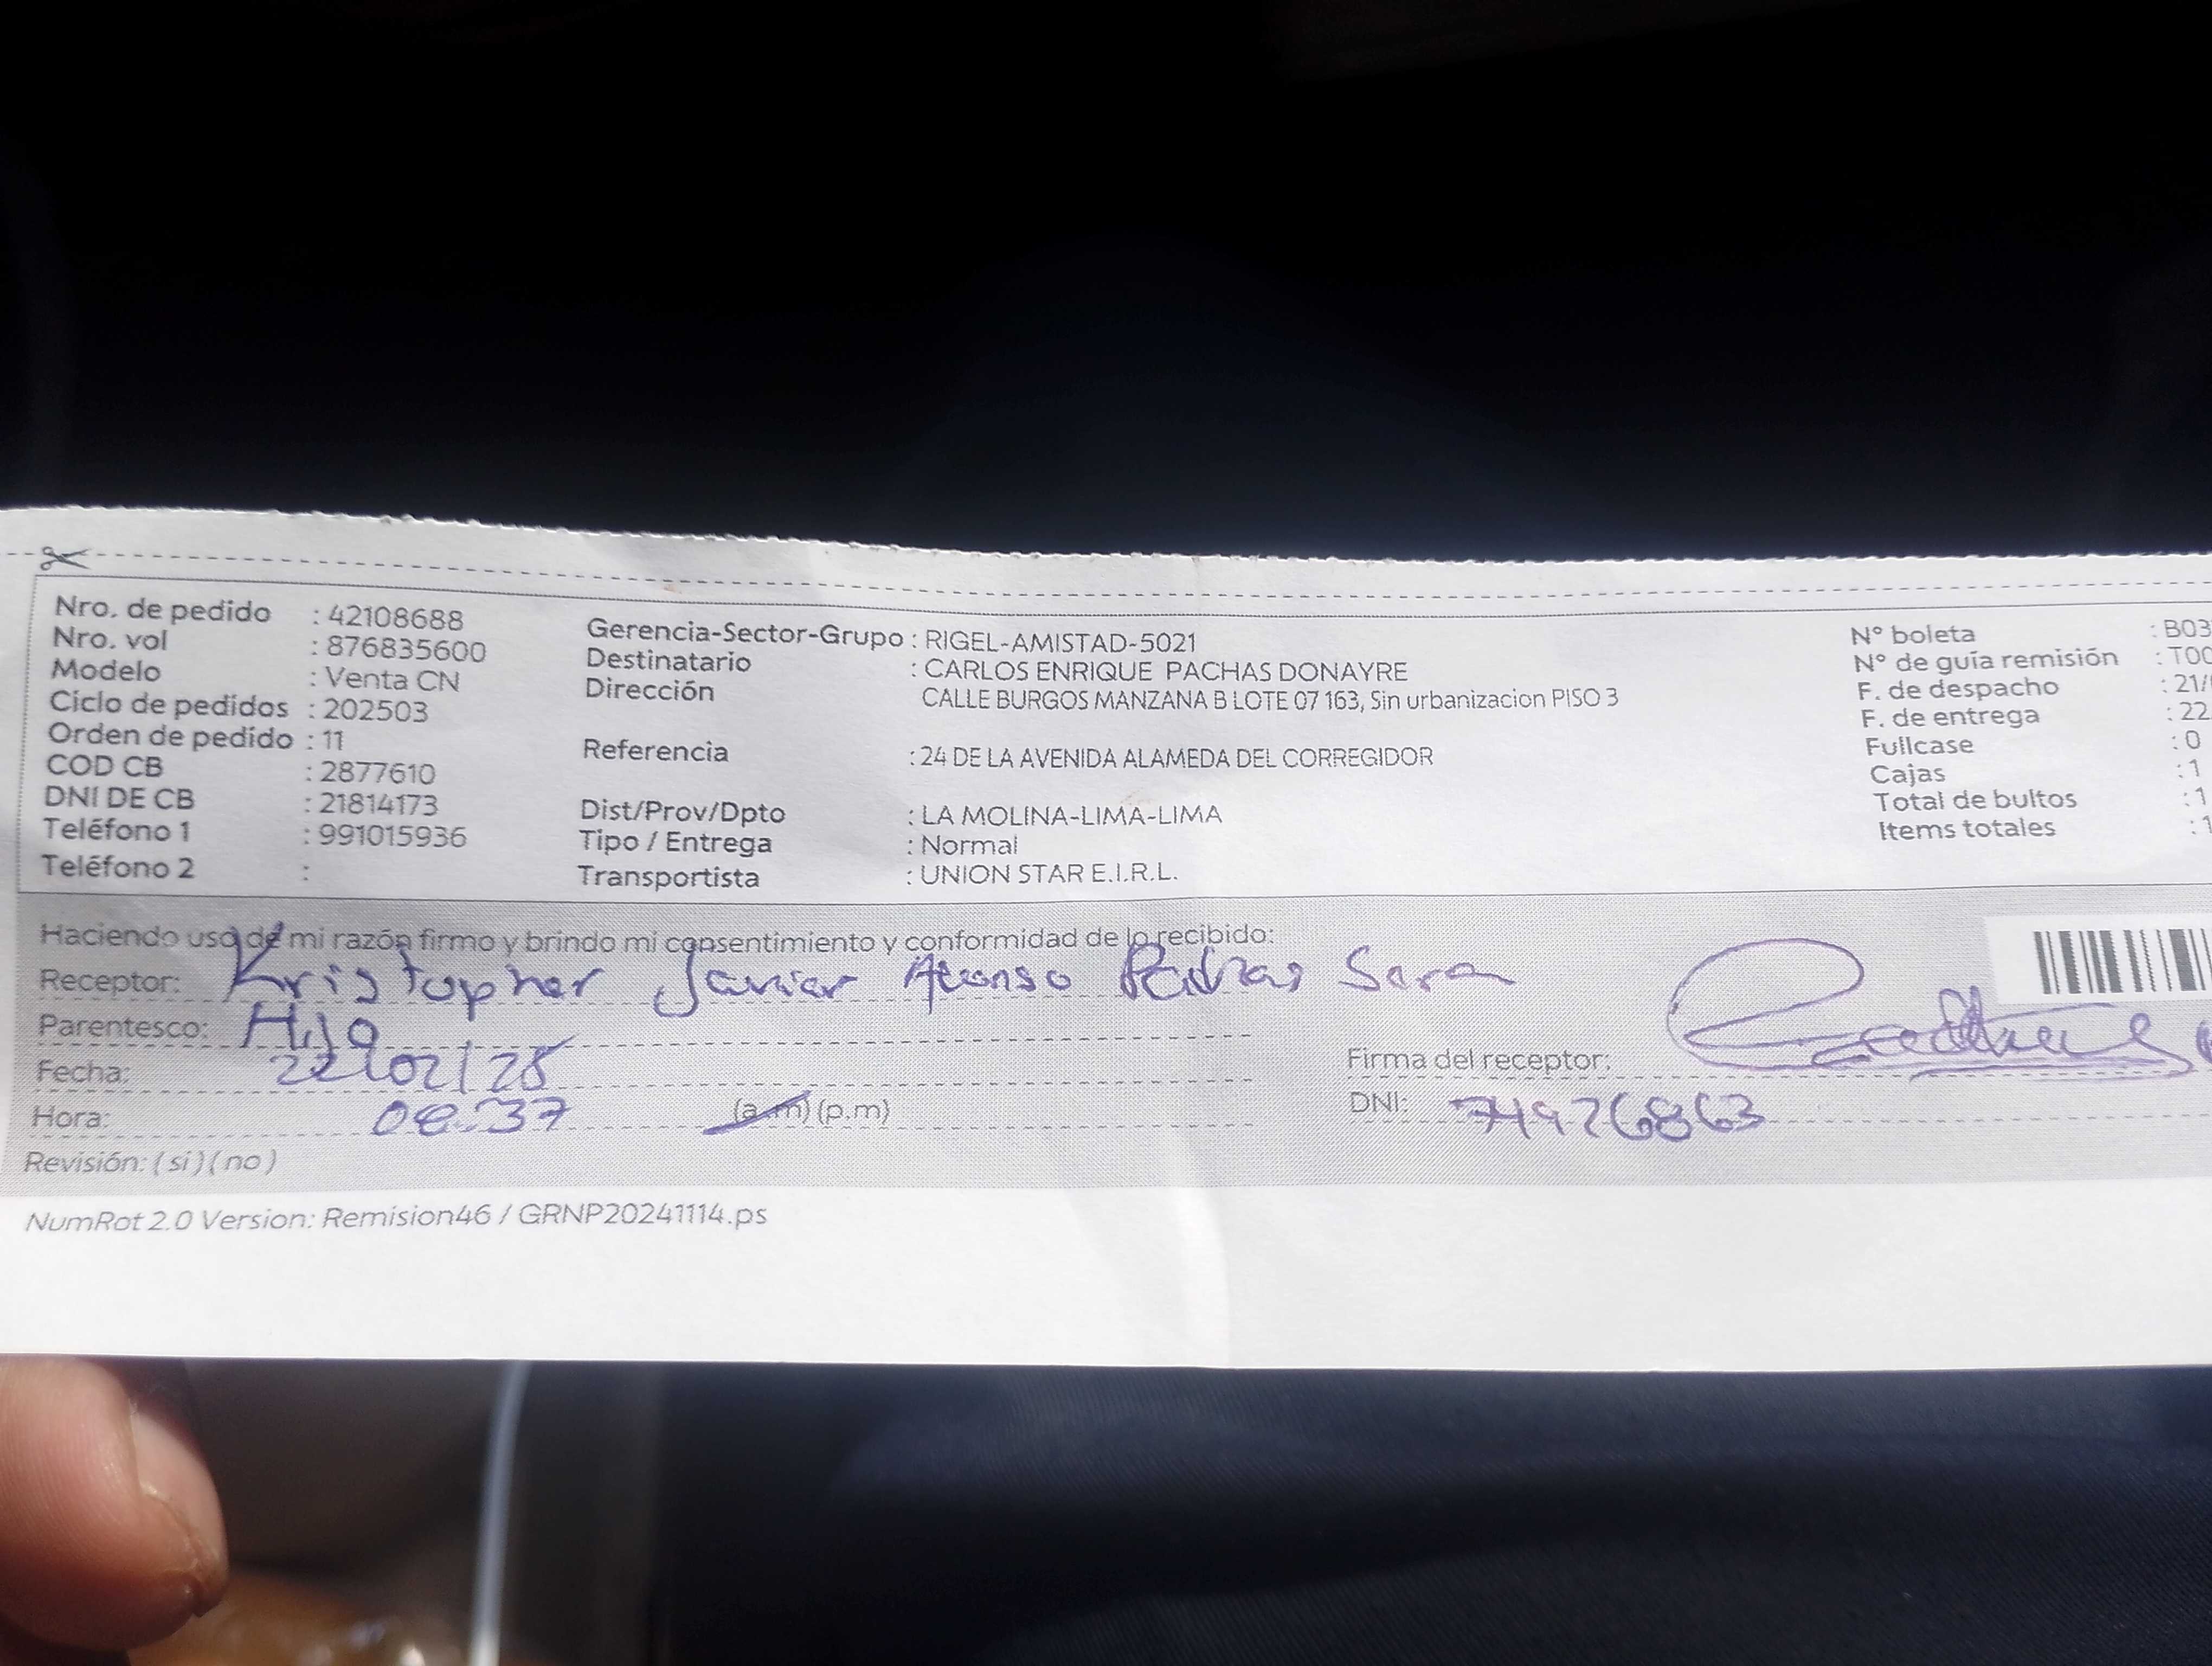 Nro. de pedido : 42108688
Nro. vol : 876835600
Modelo : Venta CN
Ciclo de pedidos : 202503
Orden de pedido : 11
COD CB : 2877610
DNI DE CB : 21814173
Teléfono 1 : 991015936
Teléfono 2 :
Gerencia-Sector-Grupo : RIGEL-AMISTAD-5021
Destinatario : CARLOS ENRIQUE PACHAS DONAYRE
Dirección CALLE BURGOS MANZANA B LOTE 07 163, Sin urbanizacion PISO 3
Referencia : 24 DE LA AVENIDA ALAMEDA DEL CORREGIDOR
Dist/Prov/Dpto : LA MOLINA-LIMA-LIMA
Tipo / Entrega : Normal
Transportista : UNION STAR E.I.R.L.
N° boleta : B03
N° de guía remisión : T00
F. de despacho : 21/
F. de entrega : 22
Fullcase : 0
Cajas : 1
Total de bultos : 1
Items totales : 1
Haciendo uso de mi razón firmo y brindo mi consentimiento y conformidad de lo recibido:
Receptor: Kristopher Javier Pachas
Parentesco: Hijo
Fecha: 22/02/25
Hora: 37 (a.m) (p.m)
Revisión: (si) (no)
Firma del receptor:
DNI: 74926863
NumRot 2.0 Version: Remision46 / GRNP20241114.ps